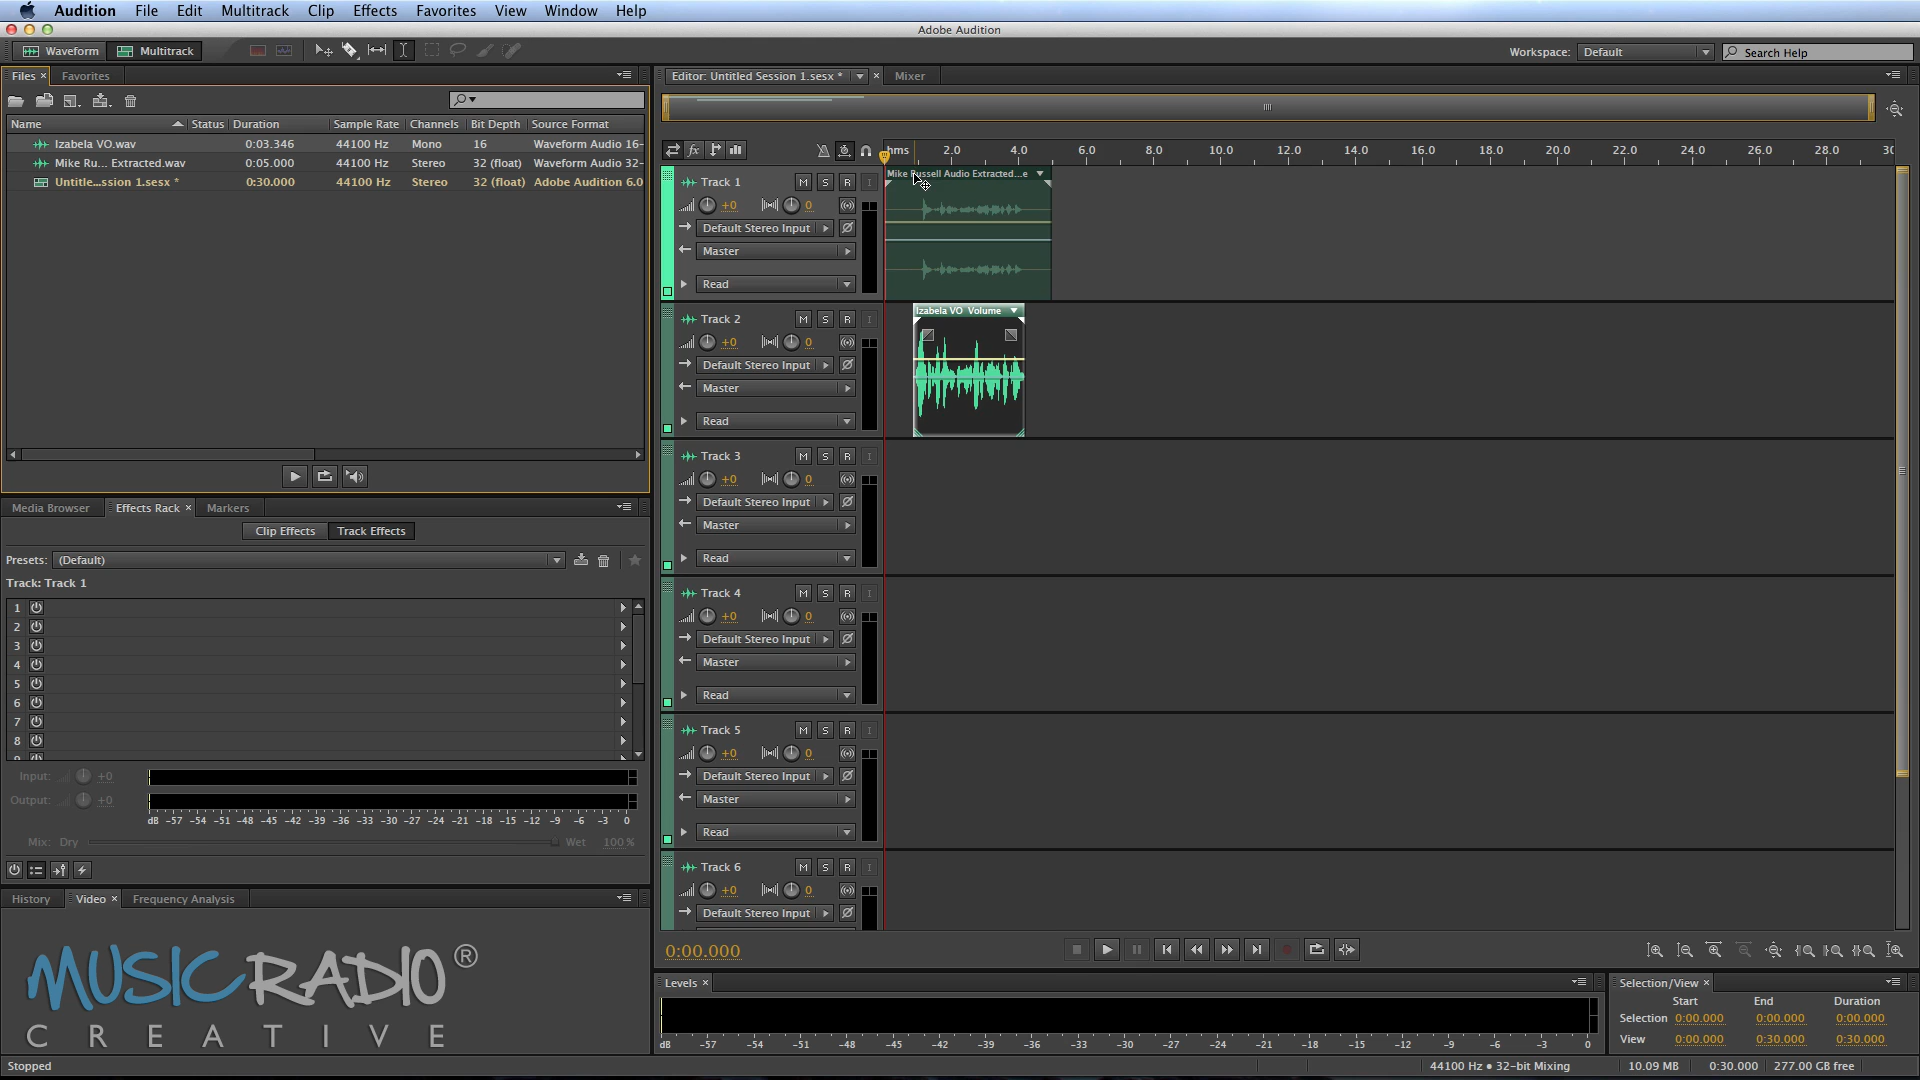 Audition File Edit Multitrack Clip Effects Favorites View Window Help
Adobe Audition
Waveform Multitrack Workspace: Default Search Help
Files × Favorites
Name Status Duration Sample Rate Channels Bit Depth Source Format
Izabela VO.wav 0:03.346 44100 Hz Mono 16 Waveform Audio 16-
Mike Ru... Extracted.wav 0:05.000 44100 Hz Stereo 32 (float) Waveform Audio 32-
Untitle...ssion 1.sesx * 0:30.000 44100 Hz Stereo 32 (float) Adobe Audition 6.0
Media Browser Effects Rack × Markers
Clip Effects Track Effects
Presets: (Default)
Track: Track 1
1
2
3
4
5
6
7
8
Input: +0
Output: +0
dB -57 -54 -51 -48 -45 -42 -39 -36 -33 -30 -27 -24 -21 -18 -15 -12 -9 -6 -3 0
Mix: Dry Wet 100 %
History Video × Frequency Analysis
MUSICRADIO®
CREATIVE
Editor: Untitled Session 1.sesx * × Mixer
fx hms 2.0 4.0 6.0 8.0 10.0 12.0 14.0 16.0 18.0 20.0 22.0 24.0 26.0 28.0 30
Track 1 M S R I
+0 0
Default Stereo Input
Master
Read
Mike Russell Audio Extracted...e
Track 2 M S R I
+0 0
Default Stereo Input
Master
Read
Izabela VO Volume
Track 3 M S R I
+0 0
Default Stereo Input
Master
Read
Track 4 M S R I
+0 0
Default Stereo Input
Master
Read
Track 5 M S R I
+0 0
Default Stereo Input
Master
Read
Track 6 M S R I
+0 0
Default Stereo Input
0:00.000
Levels ×
dB -57 -54 -51 -48 -45 -42 -39 -36 -33 -30 -27 -24 -21 -18 -15 -12 -9 -6 -3 0
Selection/View ×
Start End Duration
Selection 0:00.000 0:00.000 0:00.000
View 0:00.000 0:30.000 0:30.000
Stopped 44100 Hz • 32-bit Mixing 10.09 MB 0:30.000 277.00 GB free